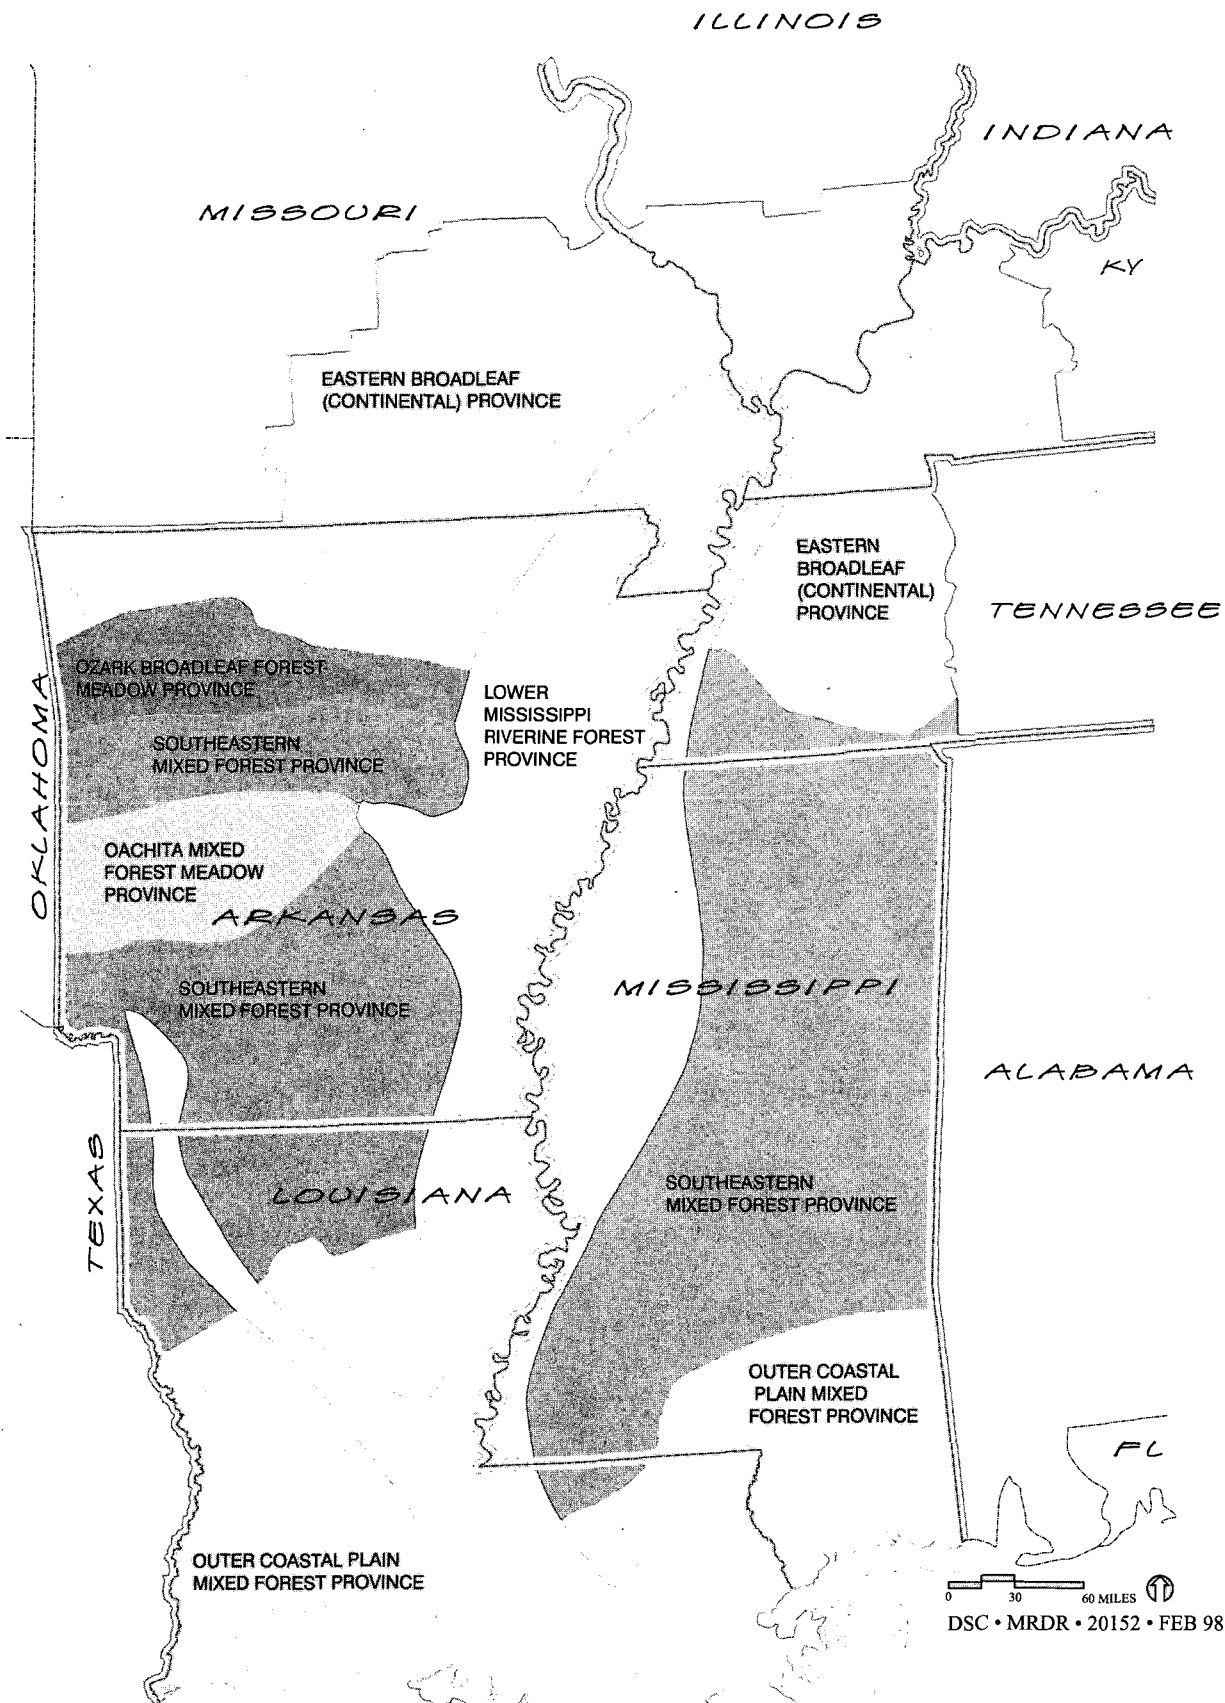 ILLINOIS
INDIANA
MISSOURI
KY
EASTERN BROADLEAF
(CONTINENTAL) PROVINCE
EASTERN
BROADLEAF
(CONTINENTAL)
PROVINCE
TENNESSEE
OZARK BROADLEAF FOREST-
MEADOW PROVINCE
OKLAHOMA
LOWER
MISSISSIPPI
RIVERINE FOREST
PROVINCE
SOUTHEASTERN
MIXED FOREST PROVINCE
OACHITA MIXED
FOREST MEADOW
PROVINCE
ARKANSAS
SOUTHEASTERN
MIXED FOREST PROVINCE
MISSISSIPPI
ALABAMA
TEXAS
LOUISIANA
SOUTHEASTERN
MIXED FOREST PROVINCE
OUTER COASTAL
PLAIN MIXED
FOREST PROVINCE
FL
OUTER COASTAL PLAIN
MIXED FOREST PROVINCE
0 30 60 MILES
DSC • MRDR • 20152 • FEB 98